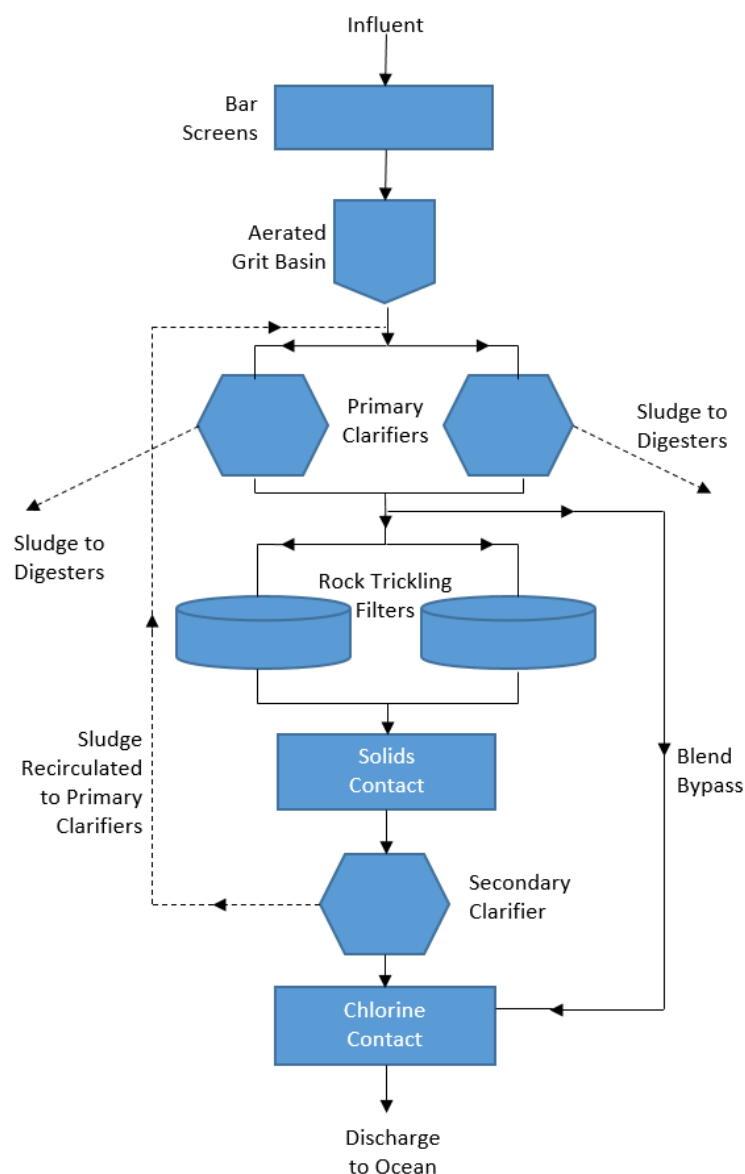 Influent
Bar
Screens
Aerated
Grit Basin
Primary
Clarifiers
Sludge to
Digesters
Sludge to
Digesters
Rock Trickling
Filters
Solids
Contact
Sludge
Recirculated
to Primary
Clarifiers
Blend
Bypass
Secondary
Clarifier
Chlorine
Contact
Discharge
to Ocean